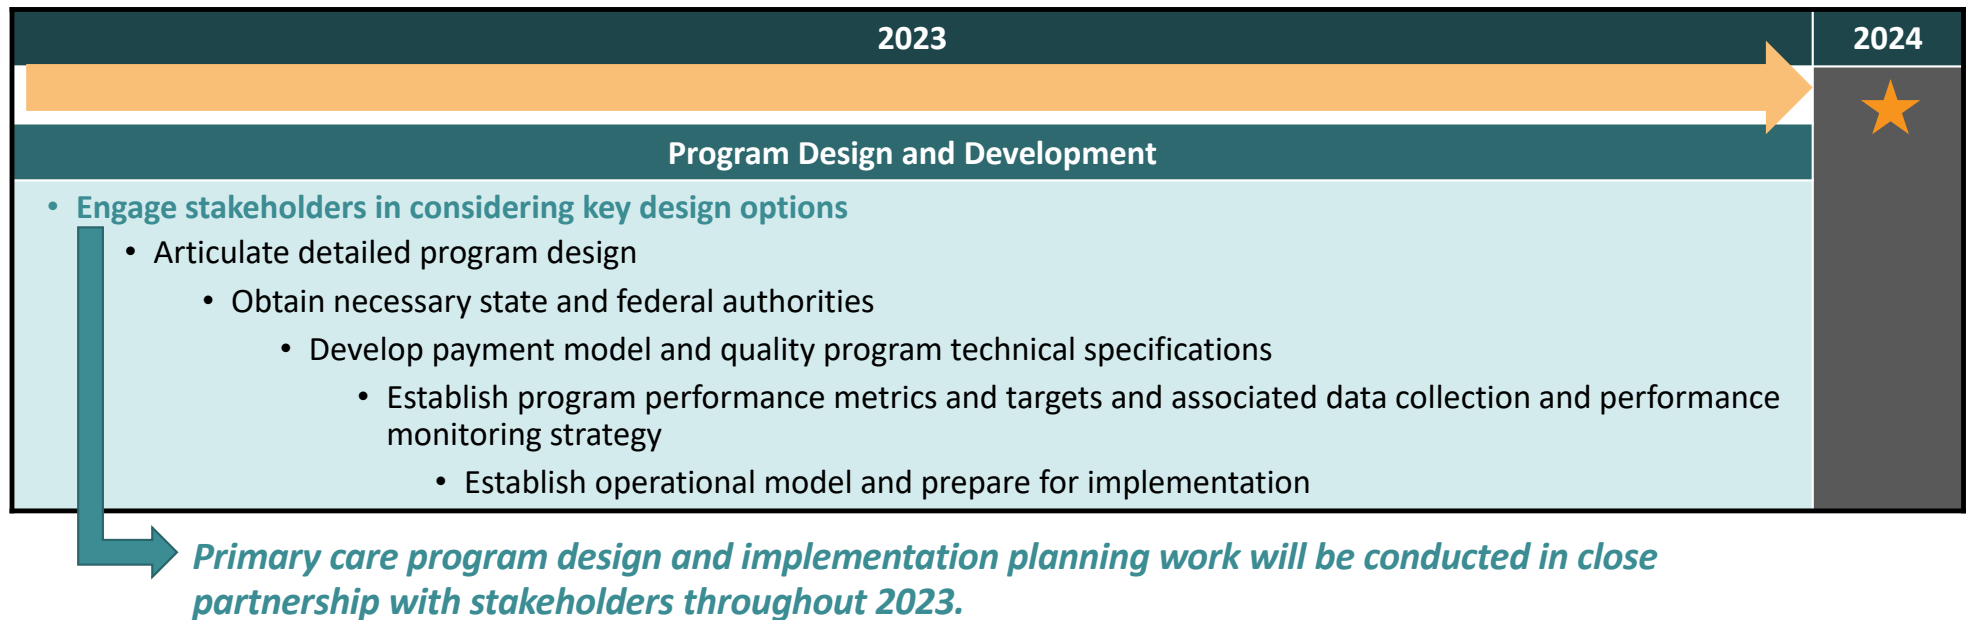 2023
2024
Program Design and Development
• Engage stakeholders in considering key design options
• Articulate detailed program design
• Obtain necessary state and federal authorities
• Develop payment model and quality program technical specifications
• Establish program performance metrics and targets and associated data collection and performance
monitoring strategy
• Establish operational model and prepare for implementation
Primary care program design and implementation planning work will be conducted in close
partnership with stakeholders throughout 2023.